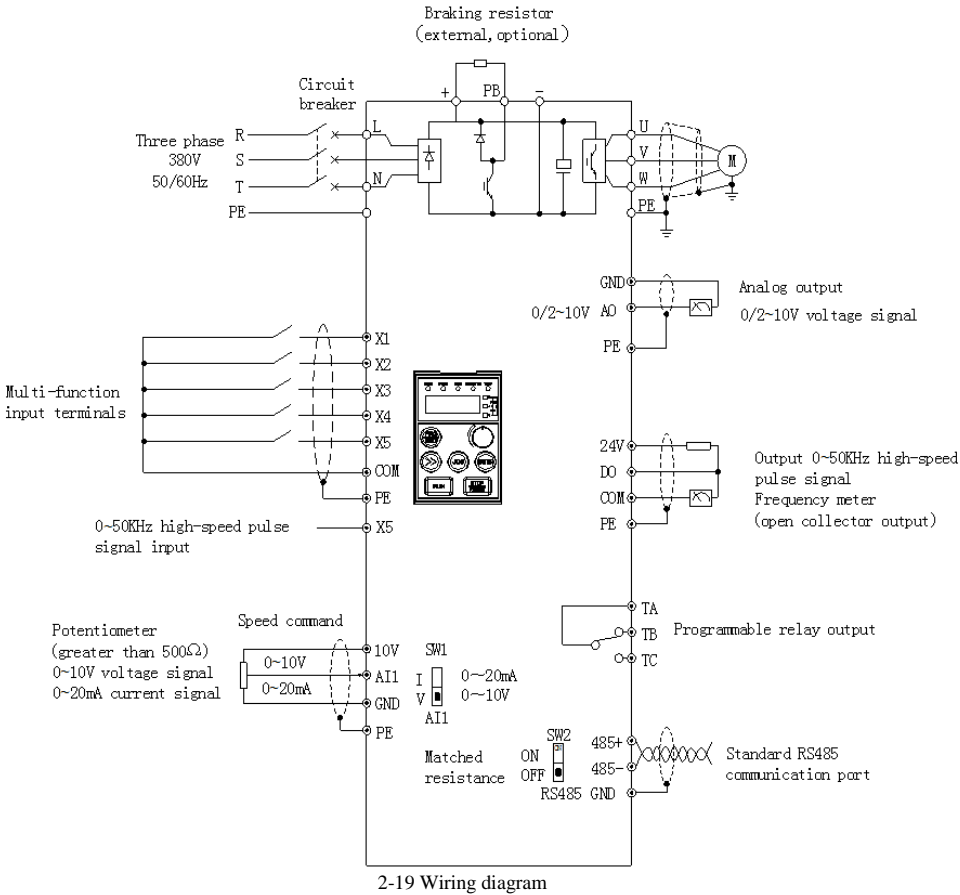 Braking resistor
(external, optional)
Circuit
breaker
+
PB
−
Three phase
380V
50/60Hz
R
S
T
PE
L
N
U
V
W
PE
M
GND
0/2~10V AO
PE
Analog output
0/2~10V voltage signal
Multi-function
input terminals
X1
X2
X3
X4
X5
COM
PE
X5
0~50KHz high-speed pulse
signal input
RUN
24V
DO
COM
PE
Output 0~50KHz high-speed
pulse signal
Frequency meter
(open collector output)
TA
TB
TC
Programmable relay output
Potentiometer
(greater than 500Ω)
0~10V voltage signal
0~20mA current signal
Speed command
0~10V
0~20mA
10V
AI1
GND
PE
SW1
I
V
0~20mA
0~10V
AI1
Matched
resistance
SW2
ON
OFF
RS485
485+
485-
GND
Standard RS485
communication port
2-19 Wiring diagram